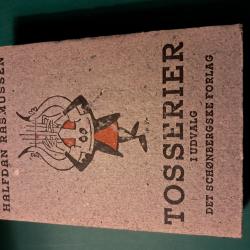 HALFDAN RASMUSSEN
TOSSERIER
I UDVALG
DET SCHØNBERGSKE FORLAG